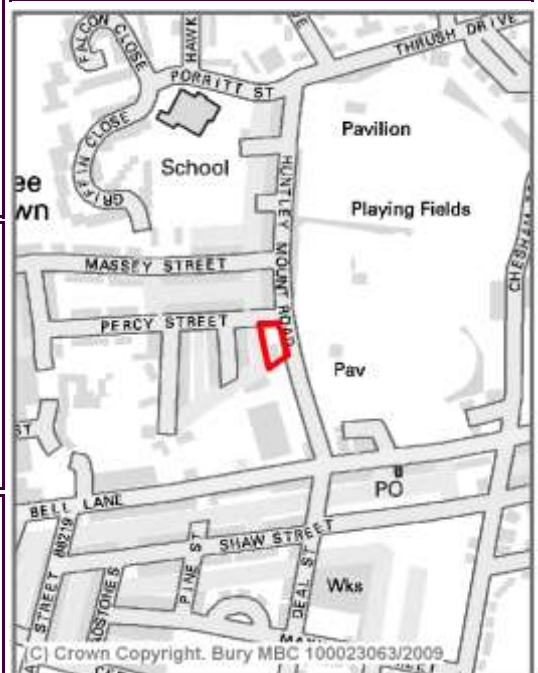 FALCON CLOSE
HAWK
THRUSH DRIVE
PORRITT ST
GRIFFIN CLOSE
Pavilion
School
HUNTLEY MOUNT ROAD
Playing Fields
CHESHAM
MASSEY STREET
PERCY STREET
Pav
ST
PO
BELL LANE
B6219
SHAW STREET
STREET
PINE ST
DEAL ST
Wks
(C) Crown Copyright. Bury MBC 100023063/2009